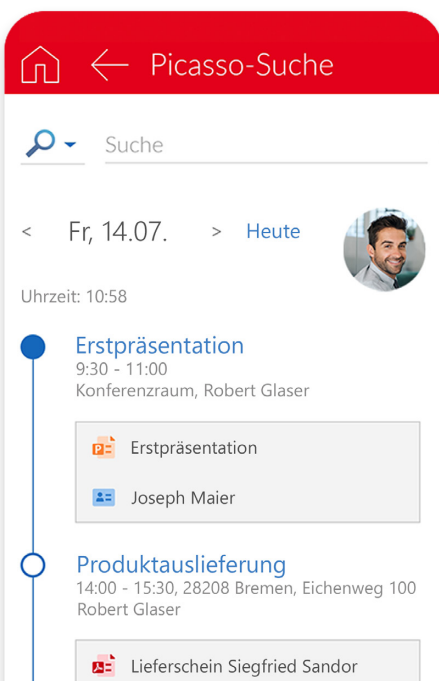 Picasso-Suche
Suche
< Fr, 14.07. > Heute
Uhrzeit: 10:58
Erstpräsentation
9:30 - 11:00
Konferenzraum, Robert Glaser
Erstpräsentation
Joseph Maier
Produktauslieferung
14:00 - 15:30, 28208 Bremen, Eichenweg 100
Robert Glaser
Lieferschein Siegfried Sandor